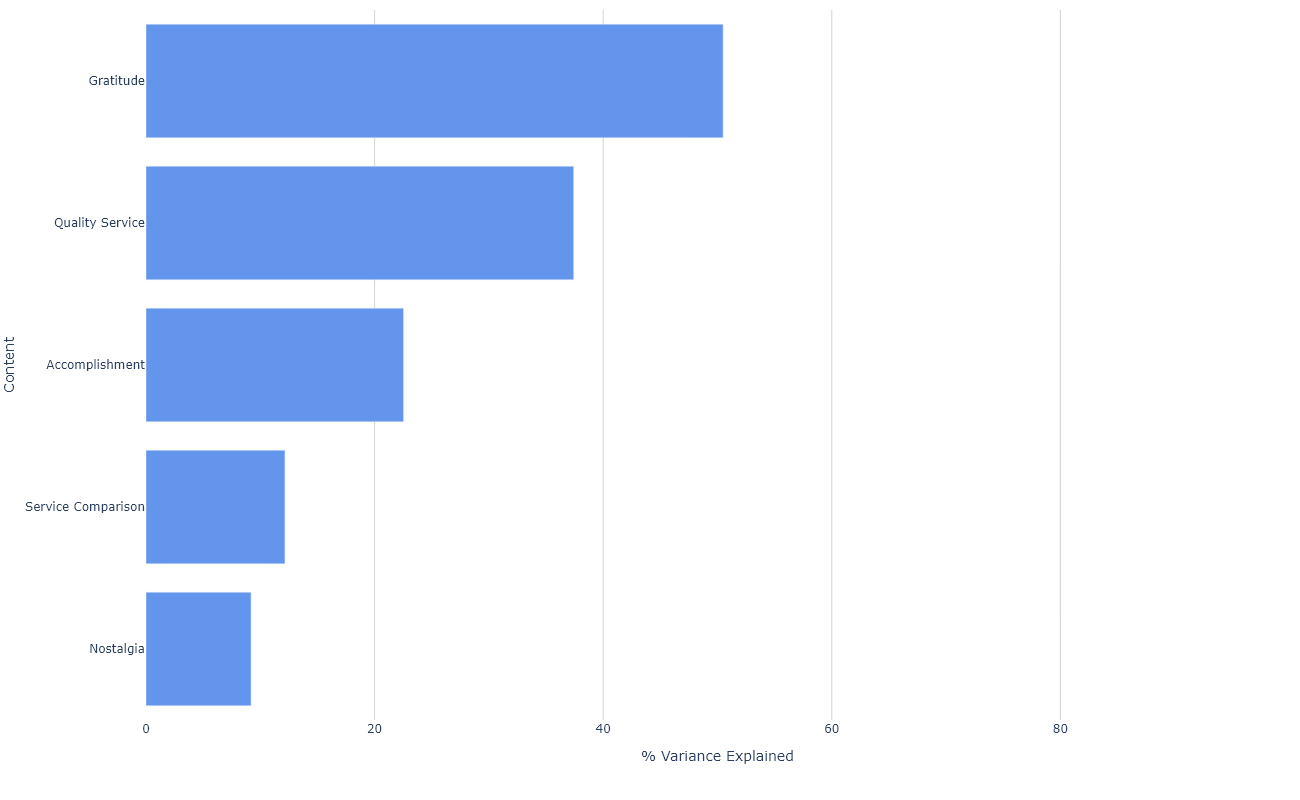 Gratitude
Quality Service
Accomplishment
Service Comparison
Nostalgia
Content
0 20 40 60 80
% Variance Explained